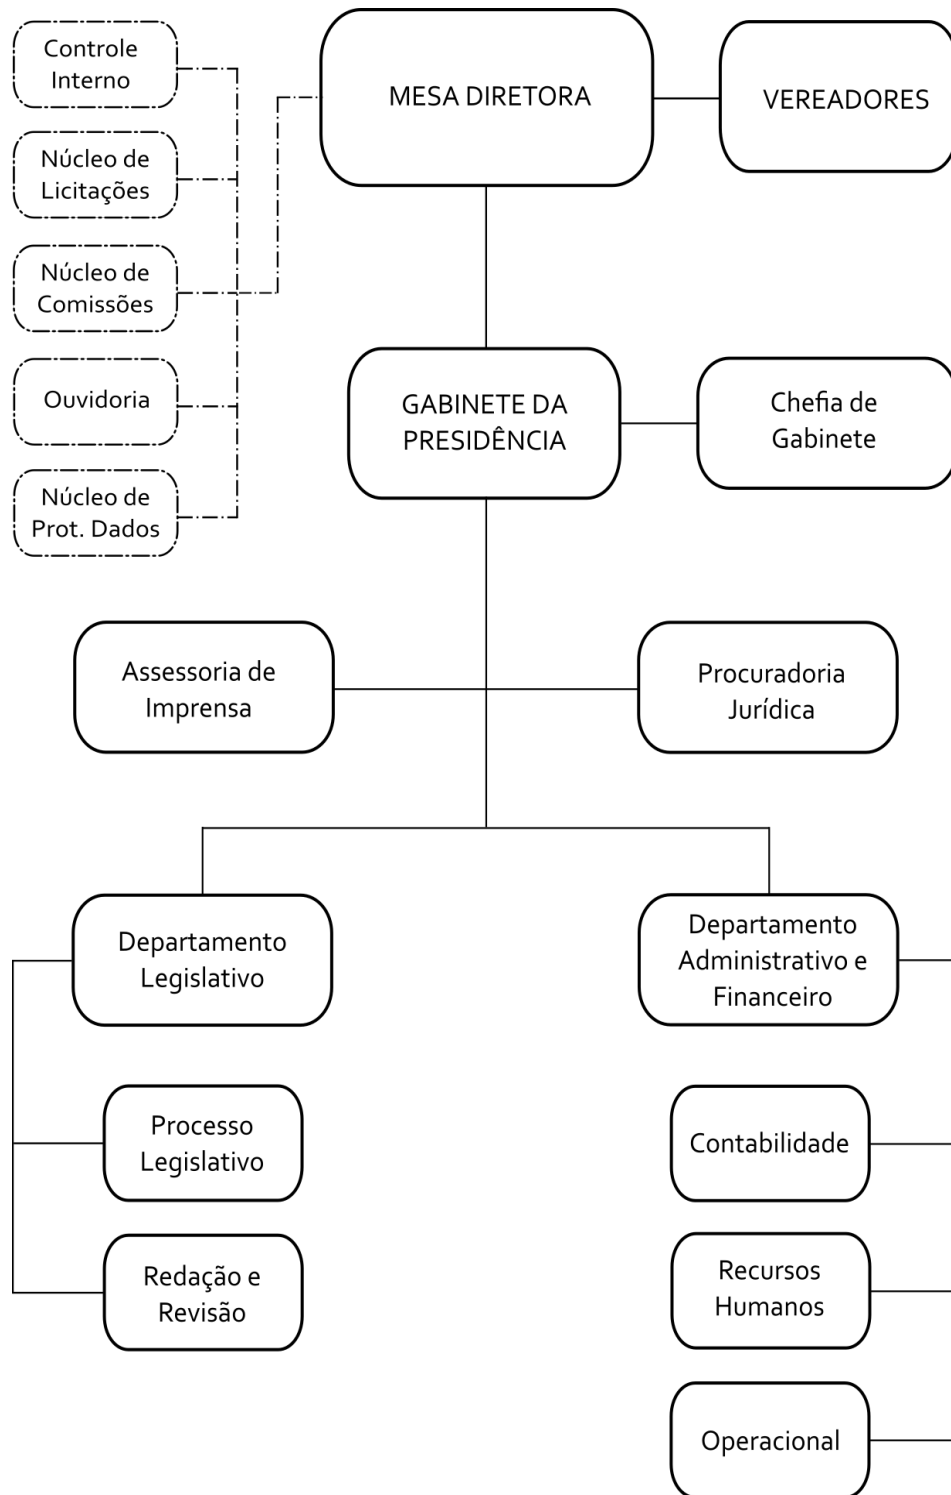 Controle
Interno
MESA DIRETORA
VEREADORES
Núcleo de
Licitações
Núcleo de
Comissões
Ouvidoria
GABINETE DA
PRESIDÊNCIA
Chefia de
Gabinete
Núcleo de
Prot. Dados
Assessoria de
Imprensa
Procuradoria
Jurídica
Departamento
Legislativo
Departamento
Administrativo e
Financeiro
Processo
Legislativo
Contabilidade
Redação e
Revisão
Recursos
Humanos
Operacional